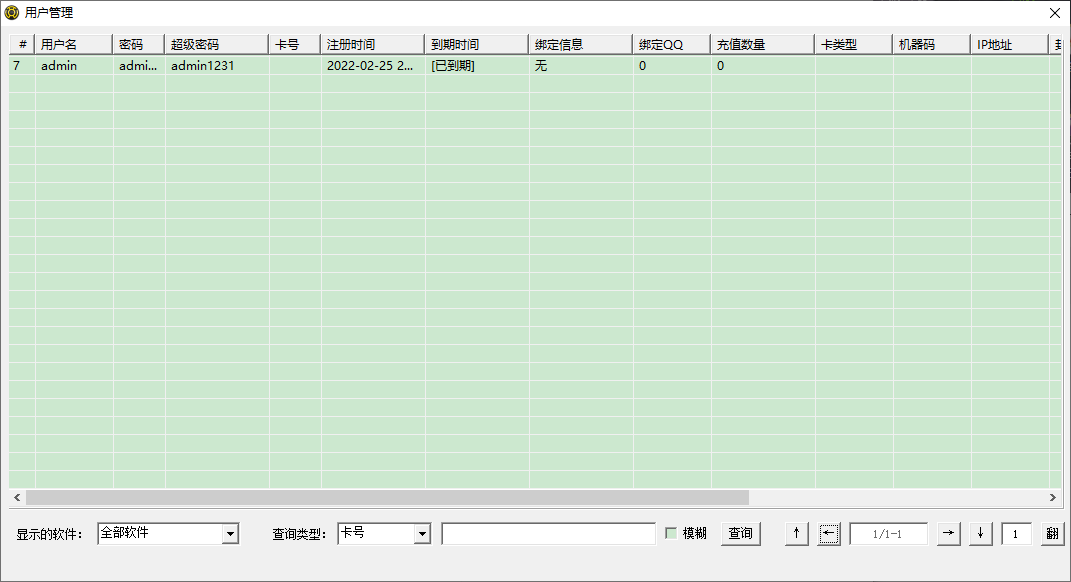 用户管理
# 用户名 密码 超级密码 卡号 注册时间 到期时间 绑定信息 绑定QQ 充值数量 卡类型 机器码 IP地址
7 admin admi... admin1231 2022-02-25 2... [已到期] 无 0 0
显示的软件： 全部软件 查询类型： 卡号 模糊 查询 ↑ ← 1/1-1 → ↓ 1 翻